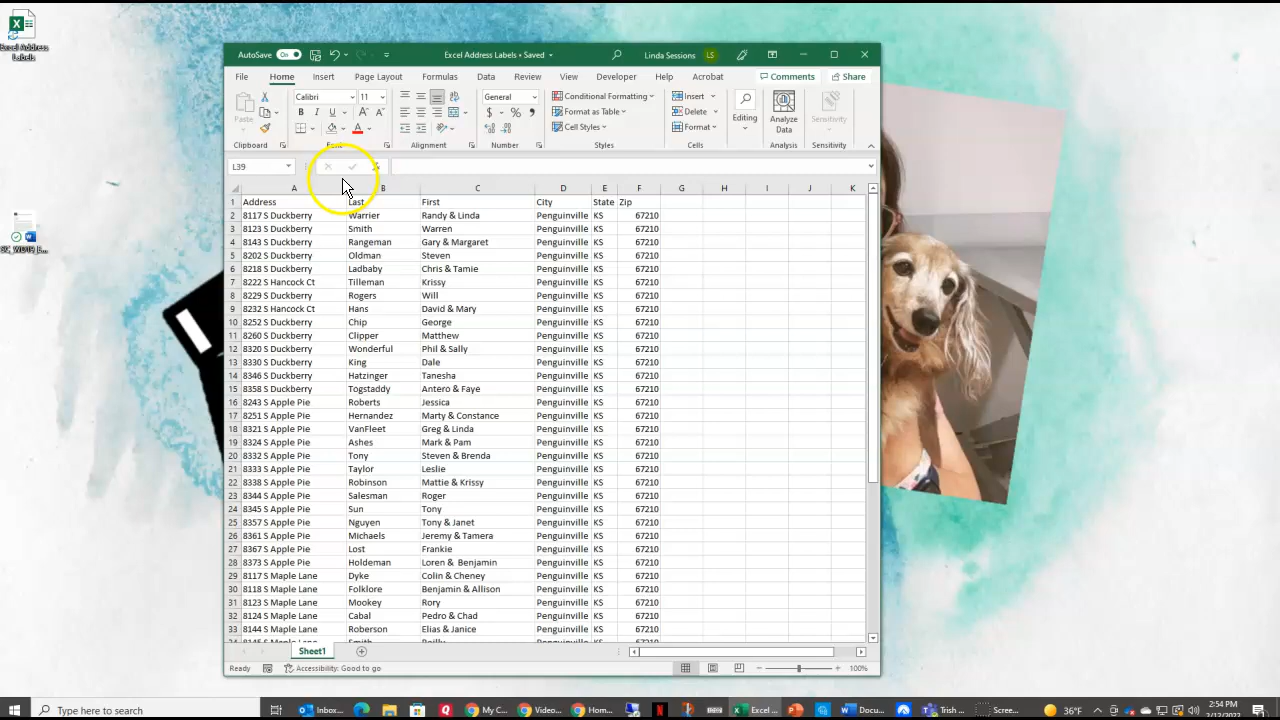 Excel Address
Labels
AutoSave On Excel Address Labels • Saved Linda Sessions LS
File Home Insert Page Layout Formulas Data Review View Developer Help Acrobat Comments Share
Calibri 11 General Conditional Formatting Insert
Paste B I U Format as Table Delete Editing Analyze Data Sensitivity
Cell Styles Format
Clipboard Font Alignment Number Styles Cells Analysis Sensitivity
L39
A B C D E F G H I J K
1 Address Last First City State Zip
2 8117 S Duckberry Warrier Randy & Linda Penguinville KS 67210
3 8123 S Duckberry Smith Warren Penguinville KS 67210
4 8143 S Duckberry Rangeman Gary & Margaret Penguinville KS 67210
5 8202 S Duckberry Oldman Steven Penguinville KS 67210
6 8218 S Duckberry Ladbaby Chris & Tamie Penguinville KS 67210
7 8222 S Hancock Ct Tilleman Krissy Penguinville KS 67210
8 8229 S Duckberry Rogers Will Penguinville KS 67210
9 8232 S Hancock Ct Hans David & Mary Penguinville KS 67210
10 8252 S Duckberry Chip George Penguinville KS 67210
11 8260 S Duckberry Clipper Matthew Penguinville KS 67210
12 8320 S Duckberry Wonderful Phil & Sally Penguinville KS 67210
13 8330 S Duckberry King Dale Penguinville KS 67210
14 8346 S Duckberry Hatzinger Tanesha Penguinville KS 67210
15 8358 S Duckberry Togstaddy Antero & Faye Penguinville KS 67210
16 8243 S Apple Pie Roberts Jessica Penguinville KS 67210
17 8251 S Apple Pie Hernandez Marty & Constance Penguinville KS 67210
18 8321 S Apple Pie VanFleet Greg & Linda Penguinville KS 67210
19 8324 S Apple Pie Ashes Mark & Pam Penguinville KS 67210
20 8332 S Apple Pie Tony Steven & Brenda Penguinville KS 67210
21 8333 S Apple Pie Taylor Leslie Penguinville KS 67210
22 8338 S Apple Pie Robinson Mattie & Krissy Penguinville KS 67210
23 8344 S Apple Pie Salesman Roger Penguinville KS 67210
24 8345 S Apple Pie Sun Tony Penguinville KS 67210
25 8357 S Apple Pie Nguyen Tony & Janet Penguinville KS 67210
26 8361 S Apple Pie Michaels Jeremy & Tamera Penguinville KS 67210
27 8367 S Apple Pie Lost Frankie Penguinville KS 67210
28 8373 S Apple Pie Holdeman Loren & Benjamin Penguinville KS 67210
29 8117 S Maple Lane Dyke Colin & Cheney Penguinville KS 67210
30 8118 S Maple Lane Folklore Benjamin & Allison Penguinville KS 67210
31 8123 S Maple Lane Mookey Rory Penguinville KS 67210
32 8124 S Maple Lane Cabal Pedro & Chad Penguinville KS 67210
33 8144 S Maple Lane Roberson Elias & Janice Penguinville KS 67210
Sheet1
Ready Accessibility: Good to go 100%
Type here to search Inbox... My C... Video... Hom... Excel ... Docu... Trish ... Scree... 36°F 2:54 PM